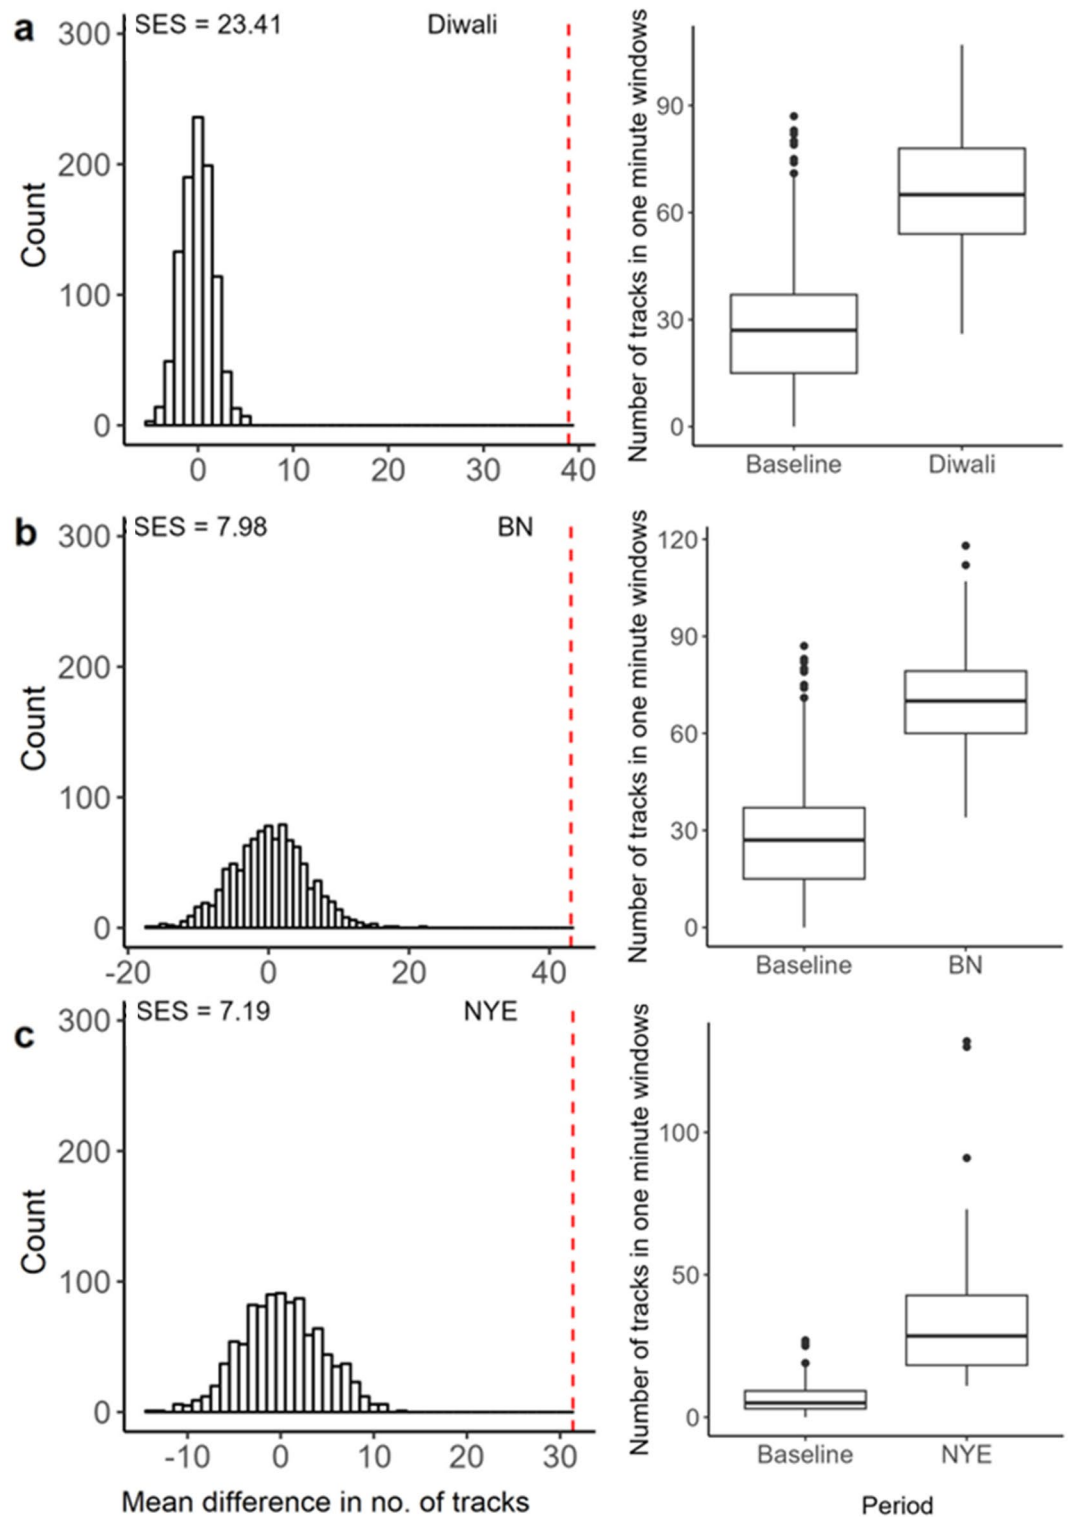 a
SES = 23.41
Diwali
300
200
100
0
Count
0 10 20 30 40
Number of tracks in one minute windows
90
60
30
0
Baseline Diwali
b
SES = 7.98
BN
300
200
100
0
Count
-20 0 20 40
Number of tracks in one minute windows
120
90
60
30
0
Baseline BN
c
SES = 7.19
NYE
300
200
100
0
Count
-10 0 10 20 30
Mean difference in no. of tracks
Number of tracks in one minute windows
100
50
0
Baseline NYE
Period